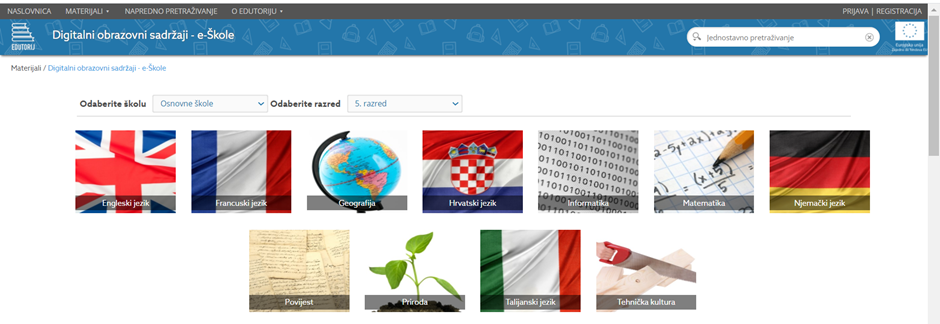 NASLOVNICA MATERIJALI NAPREDNO PRETRAŽIVANJE O EDUTORIJU PRIJAVA | REGISTRACIJA
EDUTORIJ
Digitalni obrazovni sadržaji - e-Škole
Jednostavno pretraživanje
Europska unija
Materijali / Digitalni obrazovni sadržaji - e-Škole
Odaberite školu Osnovne škole Odaberite razred 5. razred
Engleski jezik Francuski jezik Geografija Hrvatski jezik Informatika Matematika Njemački jezik
Povijest Priroda Talijanski jezik Tehnička kultura